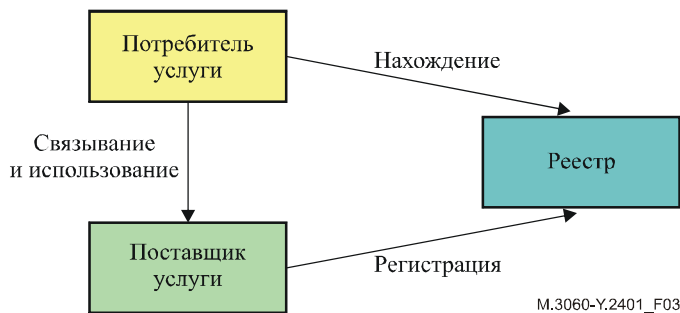 Потребитель
услуги
Нахождение
Связывание
и использование
Реестр
Поставщик
услуги
Регистрация
M.3060-Y.2401_F03